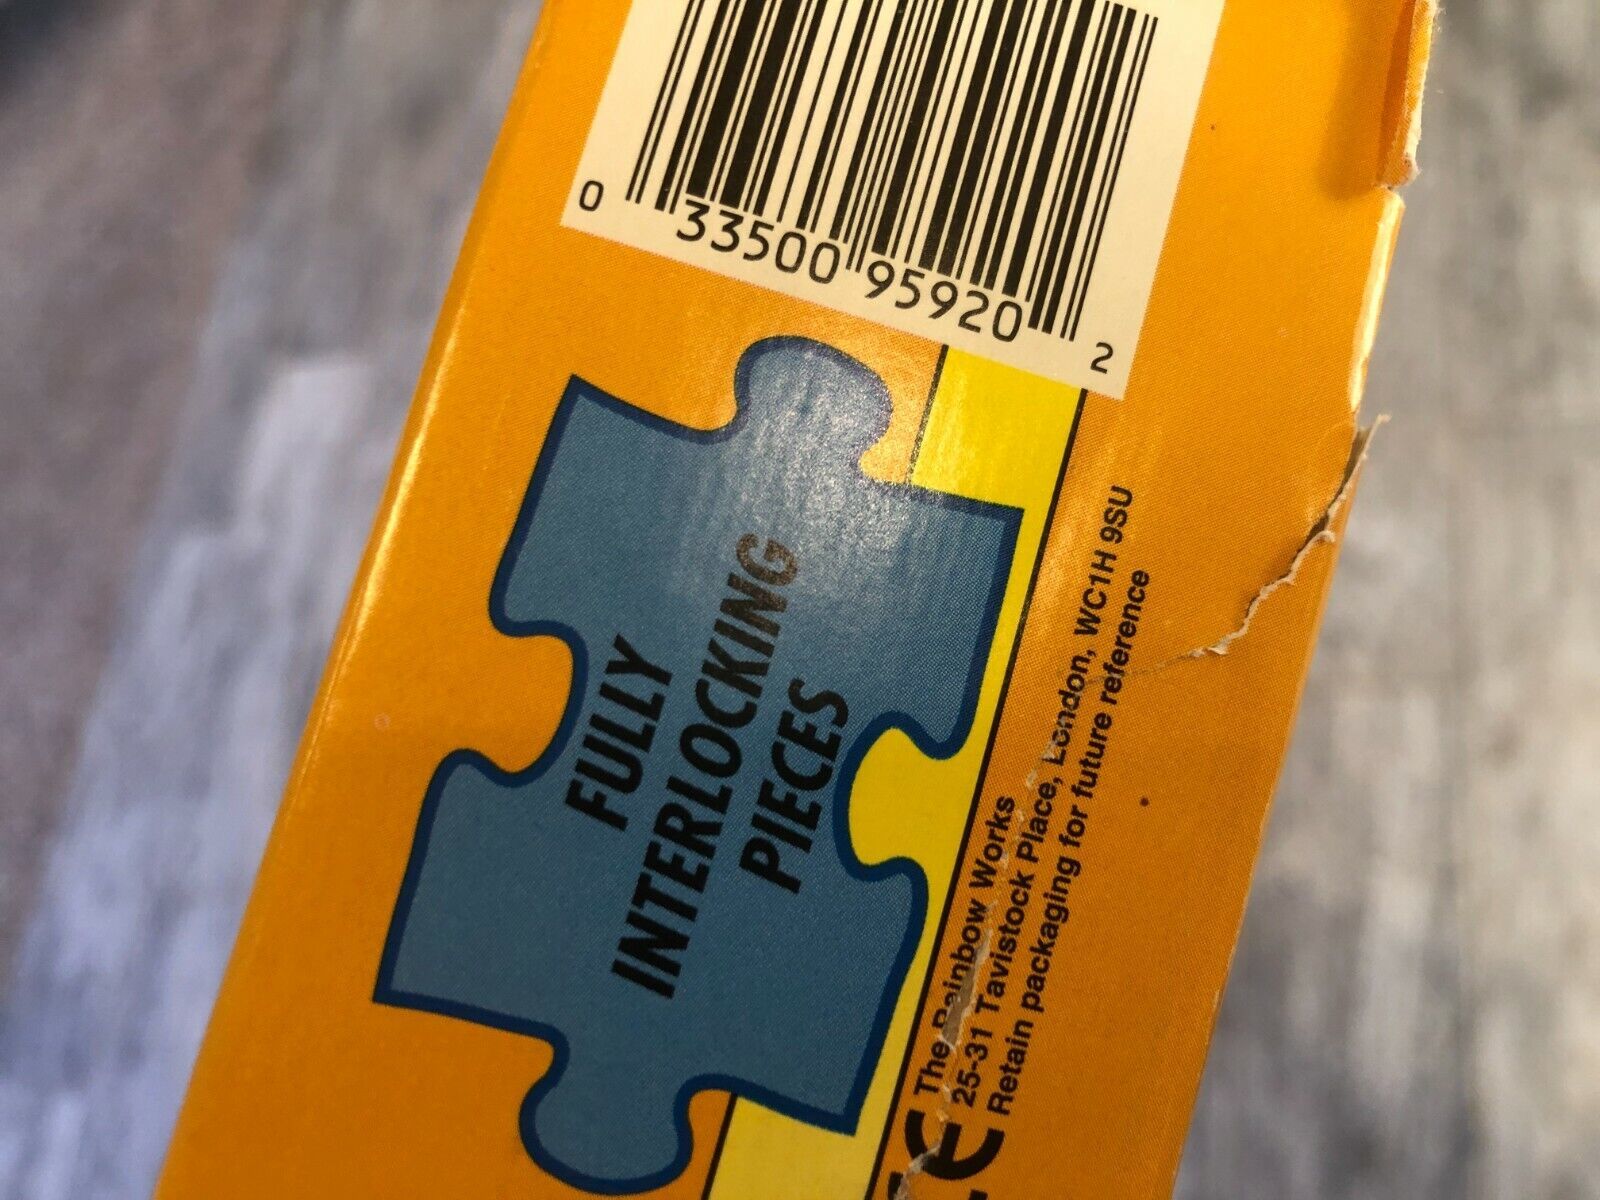 0 33500 95920 2
FULLY
INTERLOCKING
PIECES
The Rainbow Works
25-31 Tavistock Place, London, WC1H 9SU
Retain packaging for future reference
CE